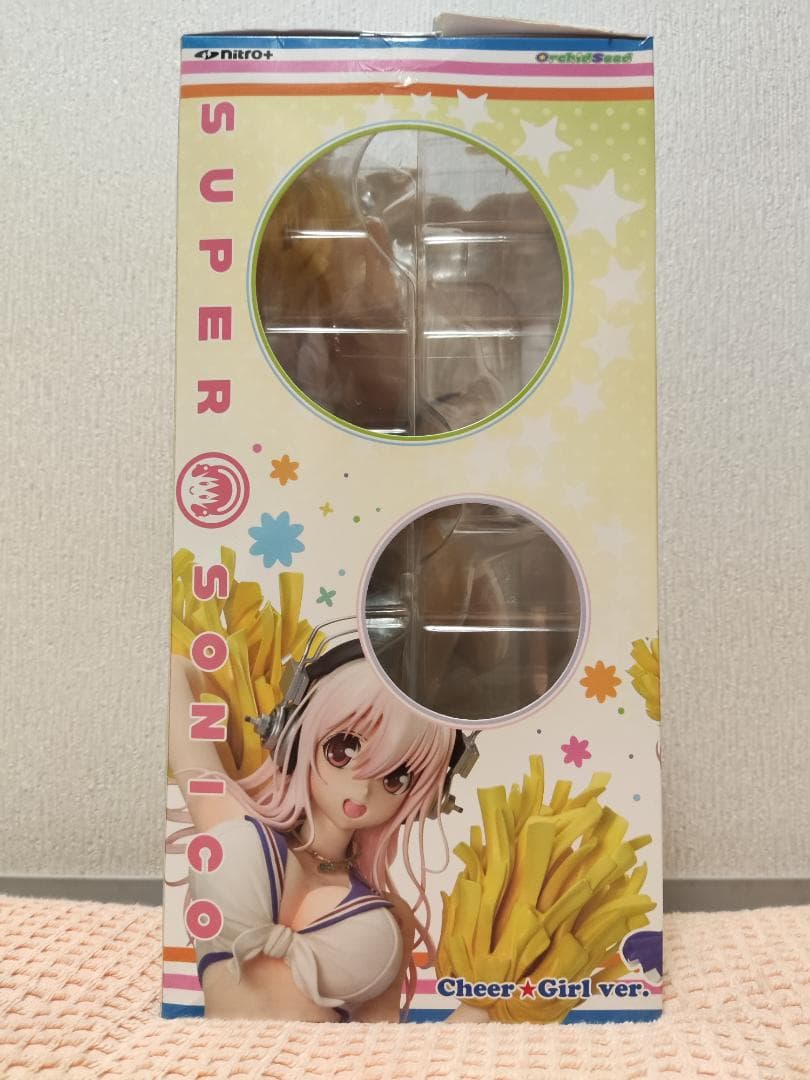 nitro+
OrchidSeed
SUPER SONICO
Cheer★Girl ver.